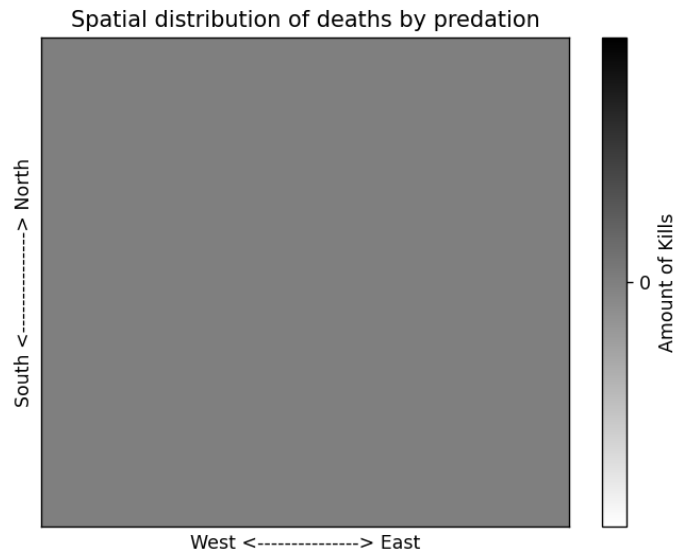 Spatial distribution of deaths by predation
South <---------------> North
0
Amount of Kills
West <---------------> East